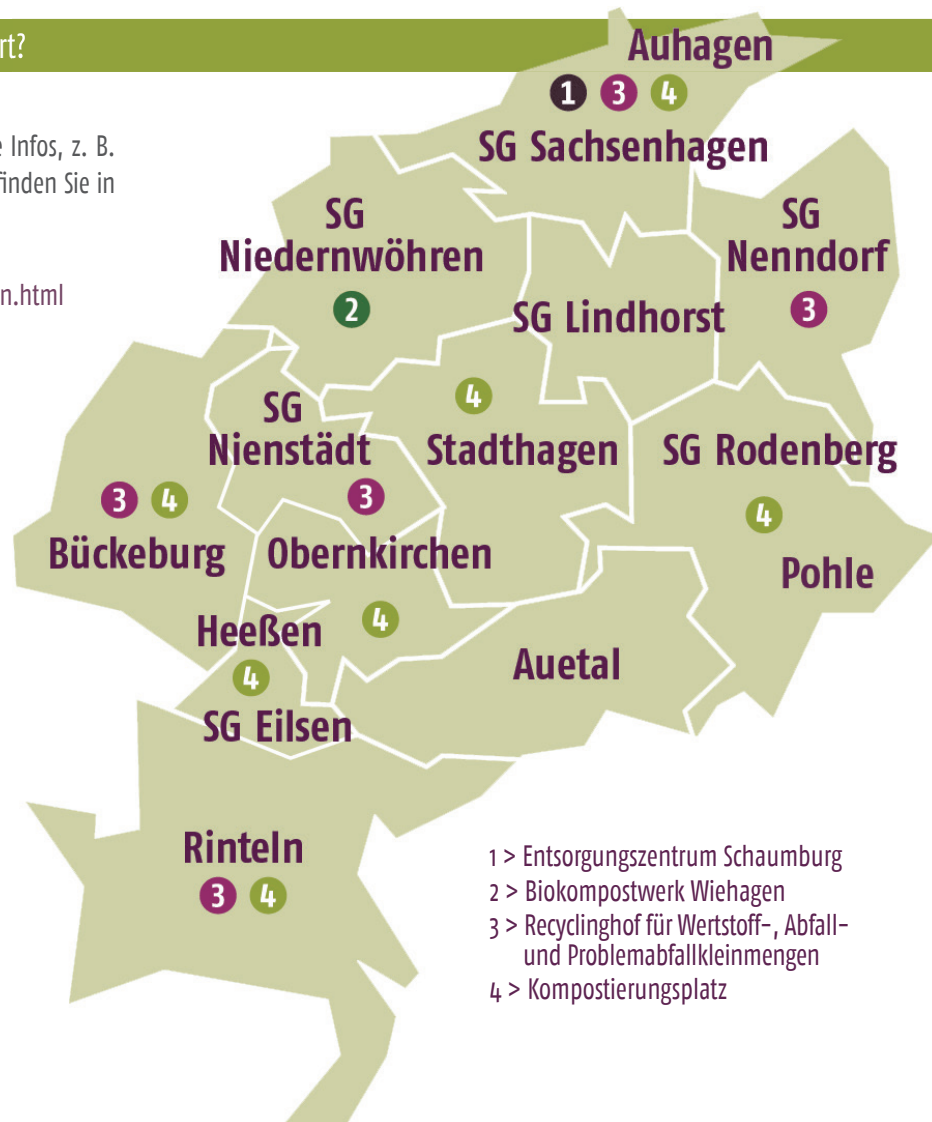 rt?
e Infos, z. B.
finden Sie in
n.html
Auhagen
1 3 4
SG Sachsenhagen
SG
Niedernwöhren
2
SG
Nenndorf
3
SG Lindhorst
4
Stadthagen
SG
Nienstädt
3
SG Rodenberg
4
Pohle
3 4
Bückeburg
Obernkirchen
4
Heeßen
4
SG Eilsen
Auetal
Rinteln
3 4
1 > Entsorgungszentrum Schaumburg
2 > Biokompostwerk Wiehagen
3 > Recyclinghof für Wertstoff-, Abfall-
und Problemabfallkleinmengen
4 > Kompostierungsplatz